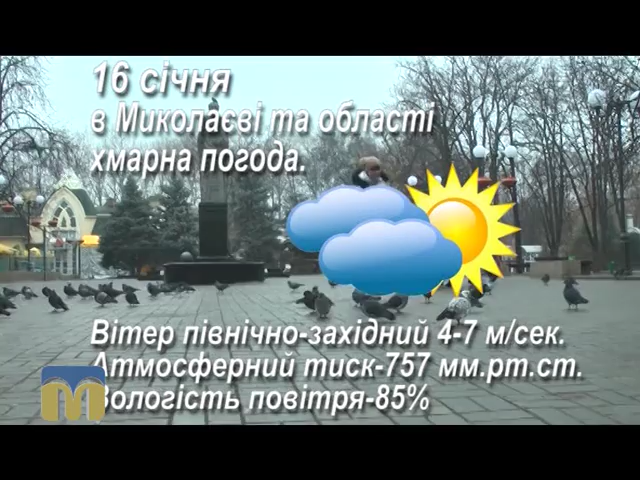 16 січня
в Миколаєві та області
хмарна погода.
Вітер північно-західний 4-7 м/сек.
Атмосферний тиск-757 мм.рт.ст.
Вологість повітря-85%
М